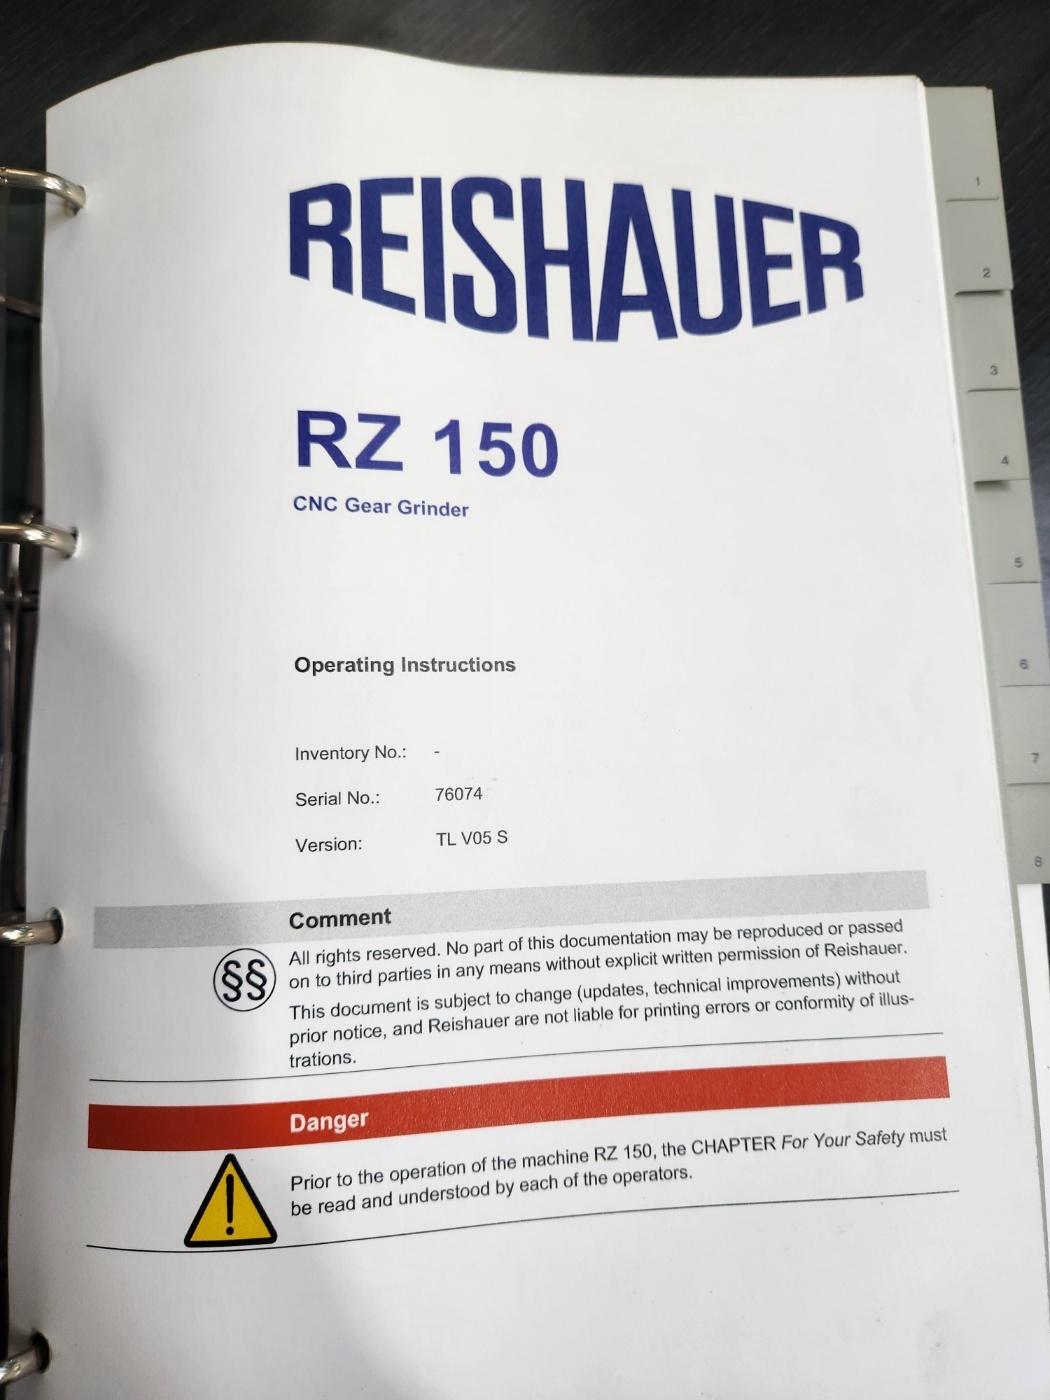 REISHAUER
RZ 150
CNC Gear Grinder
Operating Instructions
Inventory No.: -
Serial No.: 76074
Version: TL V05 S
Comment
§§
All rights reserved. No part of this documentation may be reproduced or passed
on to third parties in any means without explicit written permission of Reishauer.
This document is subject to change (updates, technical improvements) without
prior notice, and Reishauer are not liable for printing errors or conformity of illus-
trations.
Danger
!
Prior to the operation of the machine RZ 150, the CHAPTER For Your Safety must
be read and understood by each of the operators.
1
2
3
4
5
6
7
8